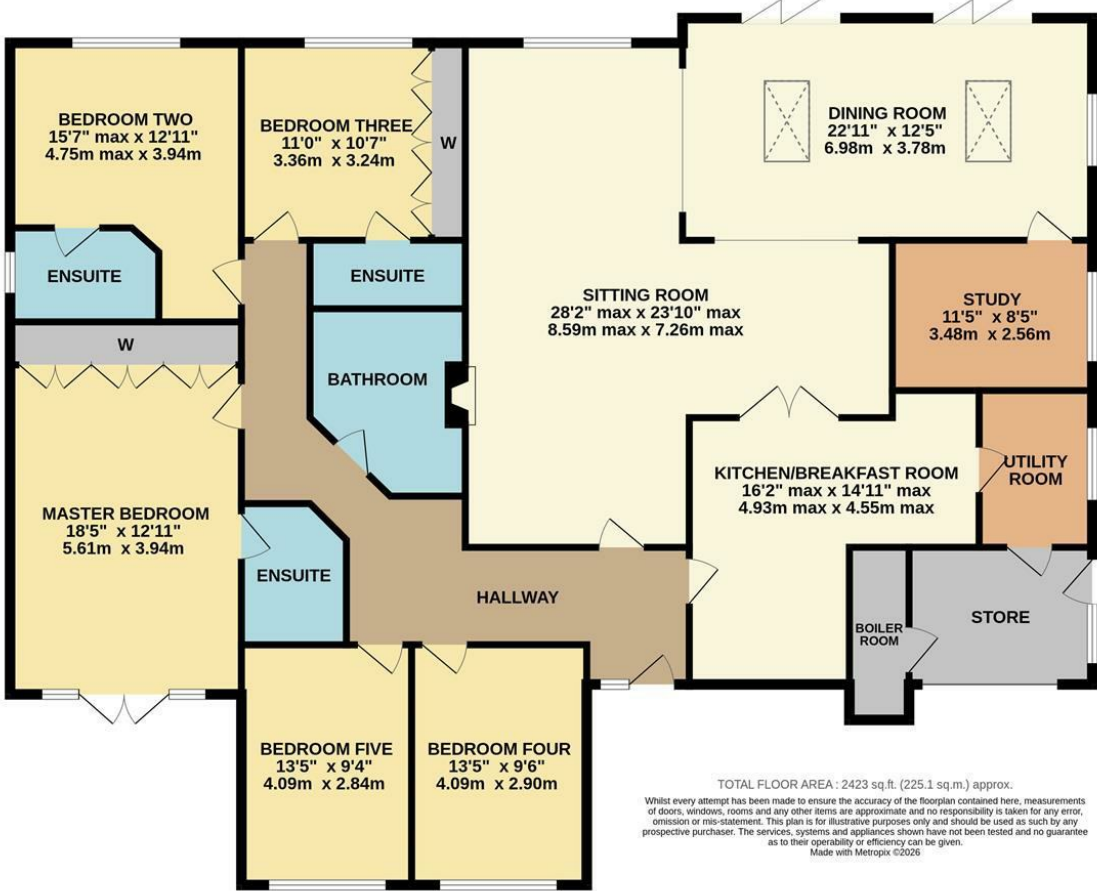 BEDROOM TWO
15'7" max x 12'11"
4.75m max x 3.94m
BEDROOM THREE
11'0" x 10'7"
3.36m x 3.24m
W
DINING ROOM
22'11" x 12'5"
6.98m x 3.78m
ENSUITE
ENSUITE
SITTING ROOM
28'2" max x 23'10" max
8.59m max x 7.26m max
STUDY
11'5" x 8'5"
3.48m x 2.56m
W
BATHROOM
MASTER BEDROOM
18'5" x 12'11"
5.61m x 3.94m
KITCHEN/BREAKFAST ROOM
16'2" max x 14'11" max
4.93m max x 4.55m max
UTILITY
ROOM
ENSUITE
HALLWAY
BOILER
ROOM
STORE
BEDROOM FIVE
13'5" x 9'4"
4.09m x 2.84m
BEDROOM FOUR
13'5" x 9'6"
4.09m x 2.90m
TOTAL FLOOR AREA : 2423 sq.ft. (225.1 sq.m.) approx.
Whilst every attempt has been made to ensure the accuracy of the floorplan contained here, measurements
of doors, windows, rooms and any other items are approximate and no responsibility is taken for any error,
omission or mis-statement. This plan is for illustrative purposes only and should be used as such by any
prospective purchaser. The services, systems and appliances shown have not been tested and no guarantee
as to their operability or efficiency can be given.
Made with Metropix ©2026